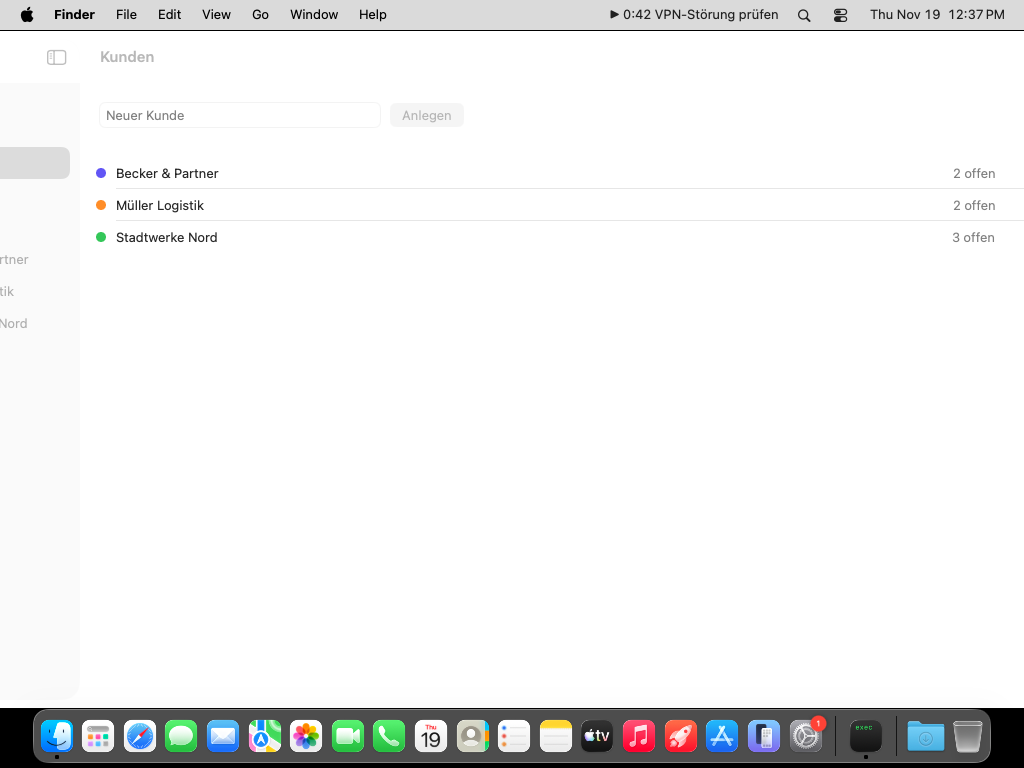 Finder File Edit View Go Window Help ▶ 0:42 VPN-Störung prüfen Thu Nov 19 12:37 PM
Kunden
Neuer Kunde Anlegen
Becker & Partner 2 offen
Müller Logistik 2 offen
Stadtwerke Nord 3 offen
rtner
tik
Nord
Thu
19
tv
1
exec